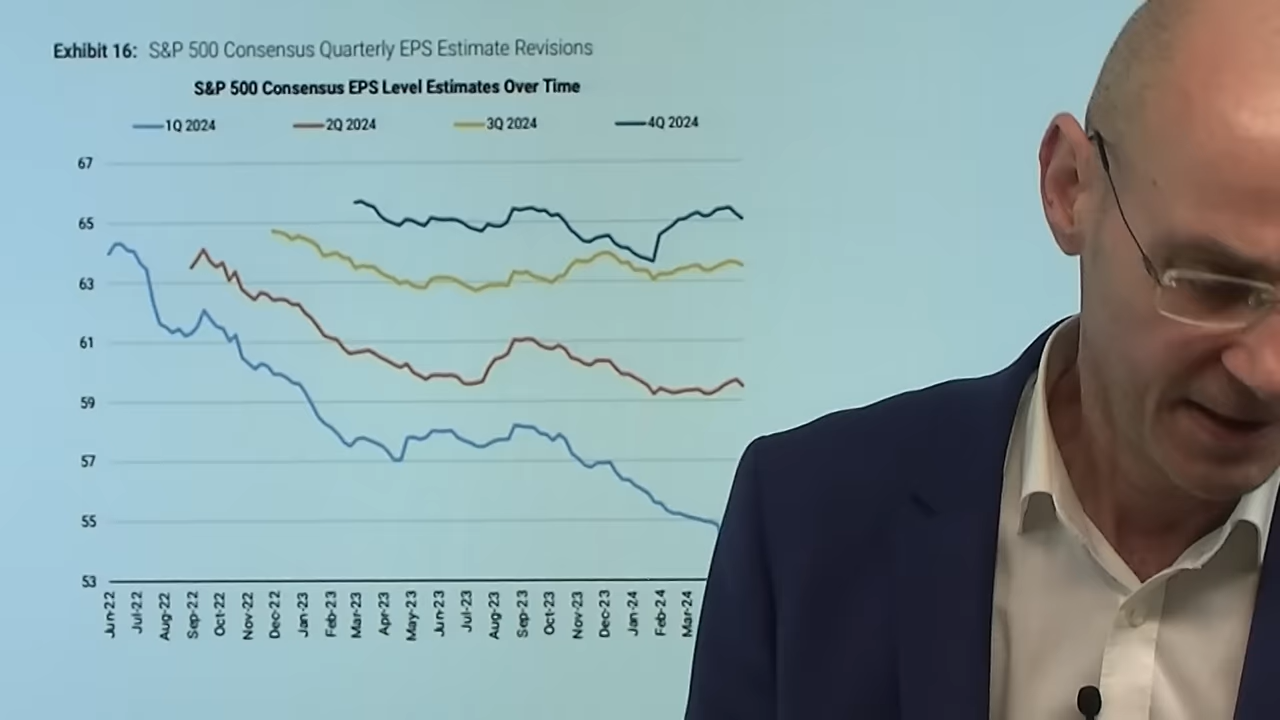 Exhibit 16: S&P 500 Consensus Quarterly EPS Estimate Revisions
S&P 500 Consensus EPS Level Estimates Over Time
1Q 2024 2Q 2024 3Q 2024 4Q 2024
67
65
63
61
59
57
55
53
Jun-22 Jul-22 Aug-22 Sep-22 Oct-22 Nov-22 Dec-22 Jan-23 Feb-23 Mar-23 Apr-23 May-23 Jun-23 Jul-23 Aug-23 Sep-23 Oct-23 Nov-23 Dec-23 Jan-24 Feb-24 Mar-24